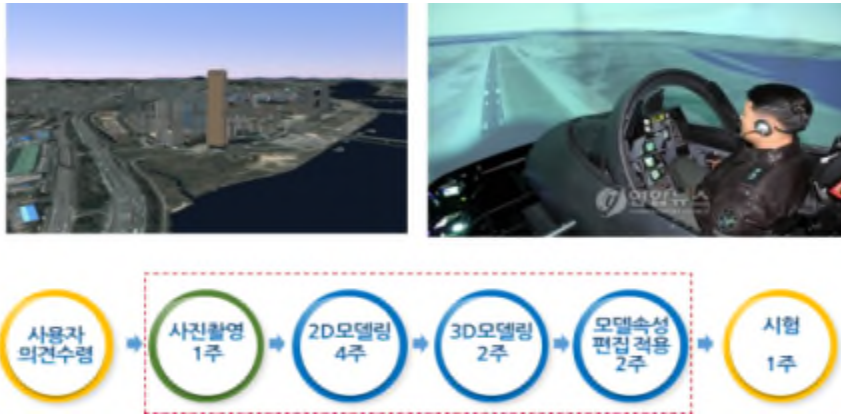 연합뉴스
사용자
의견수렴
사진촬영
1주
2D모델링
4주
3D모델링
2주
모델속성
편집 적용
2주
시험
1주